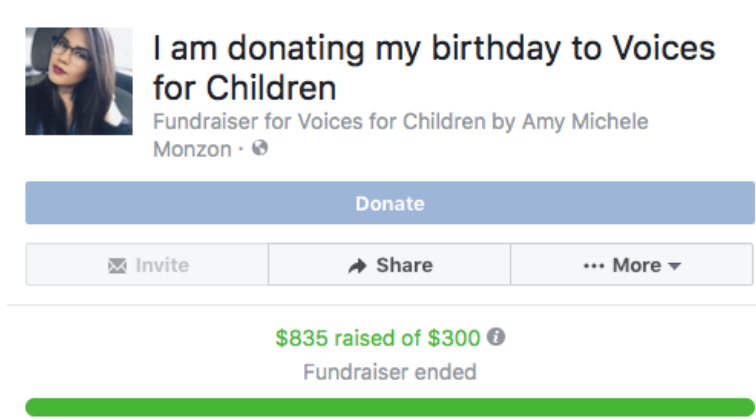 I am donating my birthday to Voices
for Children
Fundraiser for Voices for Children by Amy Michele
Monzon ·
Donate
Invite
Share
••• More
$835 raised of $300
Fundraiser ended